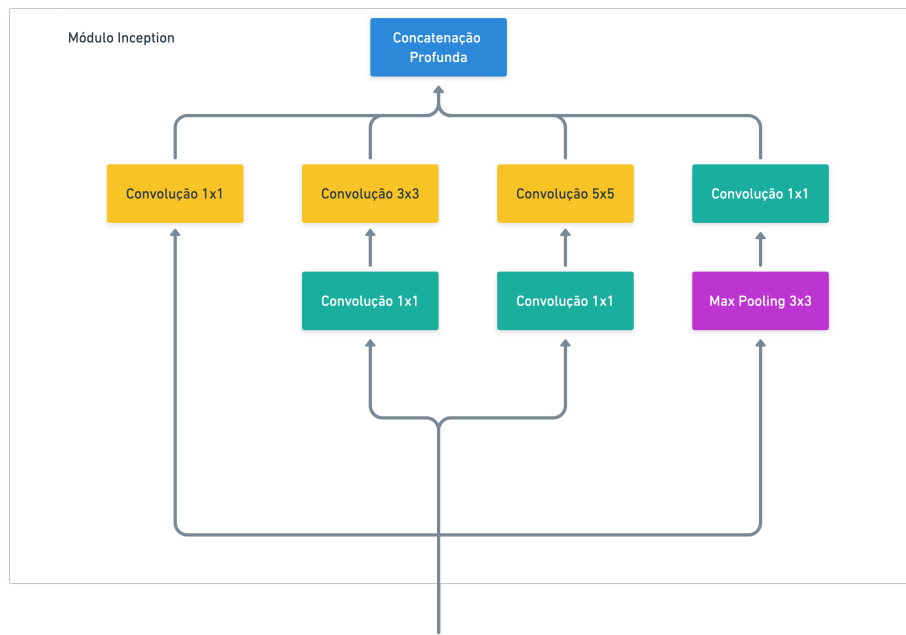 Módulo Inception
Concatenação
Profunda
Convolução 1x1
Convolução 3x3
Convolução 5x5
Convolução 1x1
Convolução 1x1
Convolução 1x1
Max Pooling 3x3